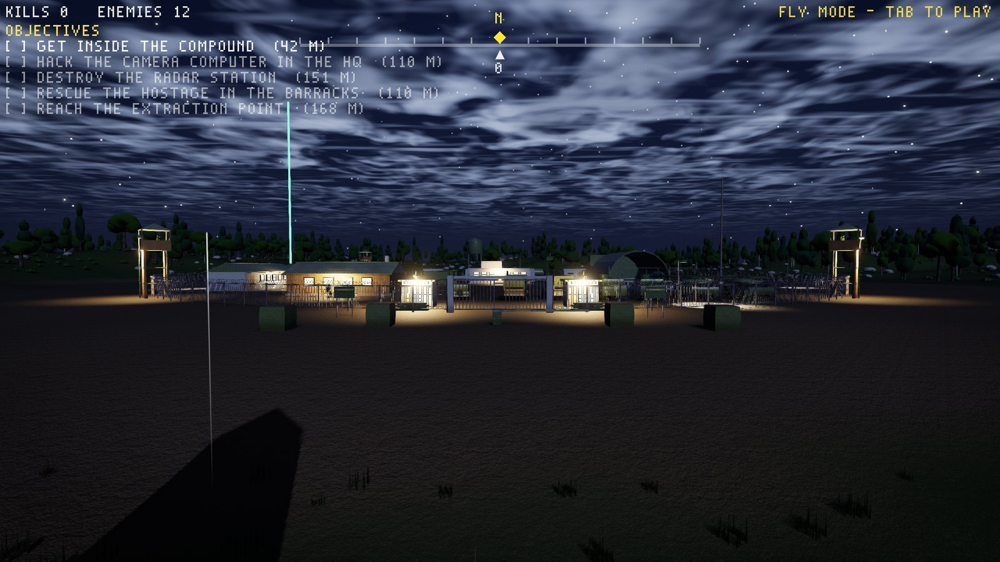 KILLS 0   ENEMIES 12
FLY MODE - TAB TO PLAY
OBJECTIVES
[ ] GET INSIDE THE COMPOUND  (42 M)
[ ] HACK THE CAMERA COMPUTER IN THE HQ  (110 M)
[ ] DESTROY THE RADAR STATION  (151 M)
[ ] RESCUE THE HOSTAGE IN THE BARRACKS  (110 M)
[ ] REACH THE EXTRACTION POINT  (168 M)
N
0